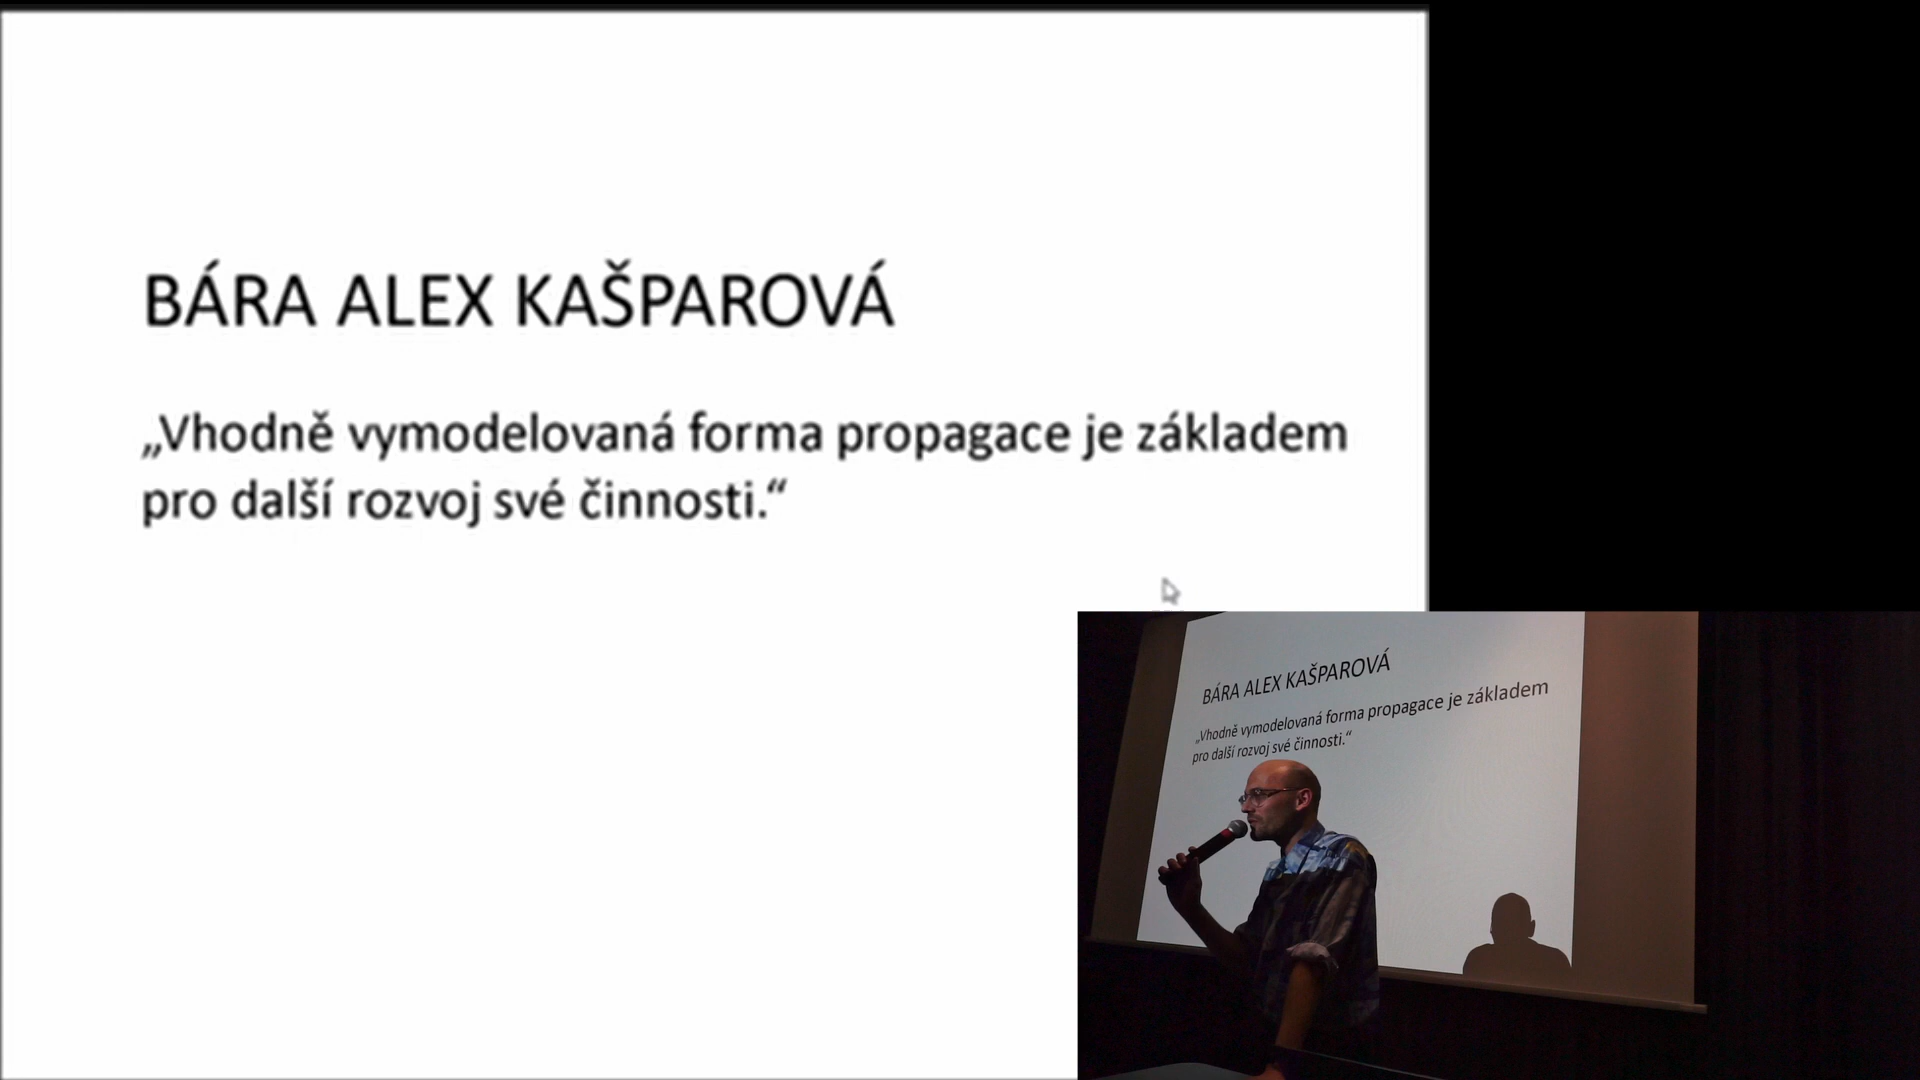 BÁRA ALEX KAŠPAROVÁ
„Vhodně vymodelovaná forma propagace je základem
pro další rozvoj své činnosti.“
BÁRA ALEX KAŠPAROVÁ
„Vhodně vymodelovaná forma propagace je základem
pro další rozvoj své činnosti.“